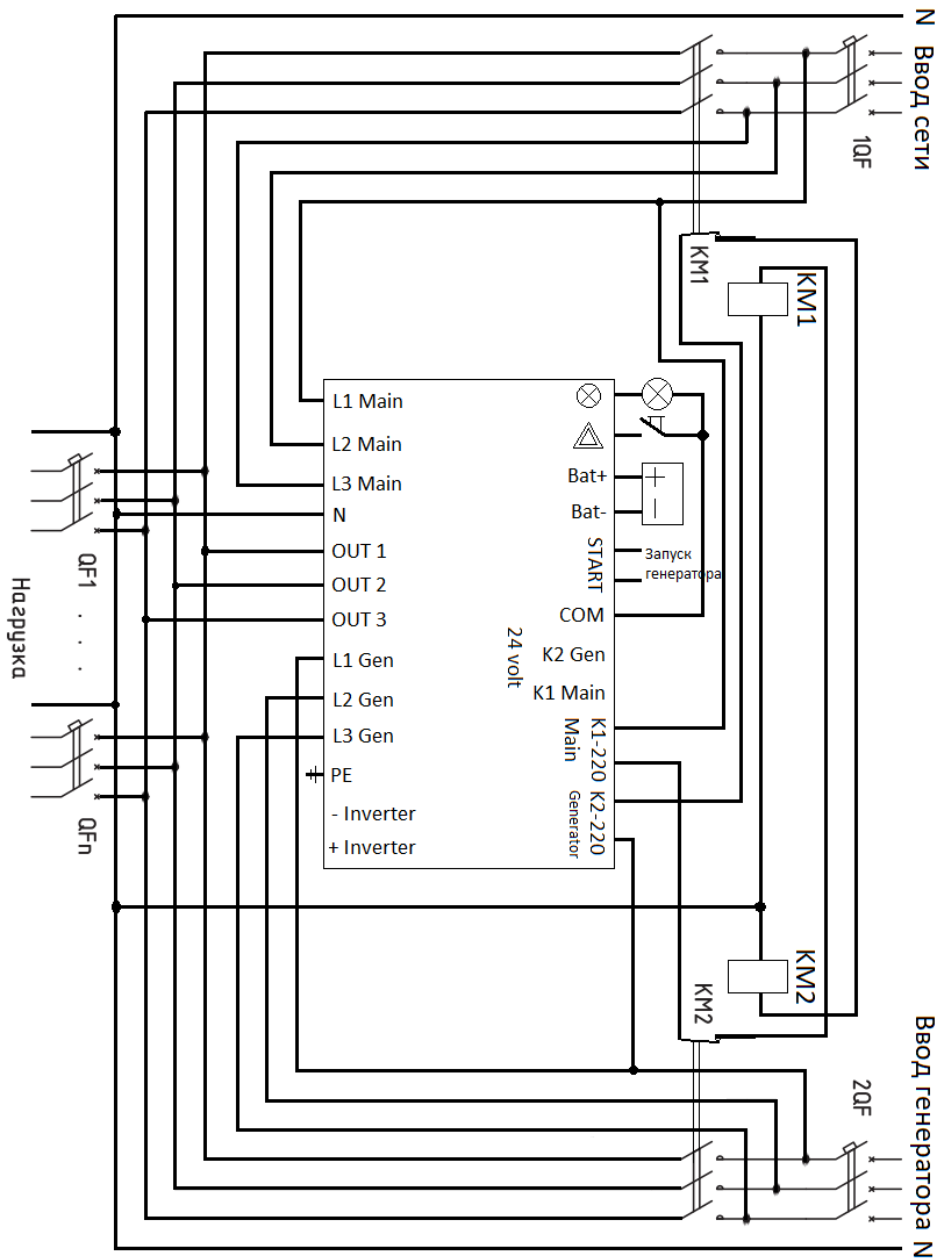 N
Ввод сети
1QF
KM1
KM1
L1 Main
L2 Main
L3 Main
N
OUT 1
OUT 2
OUT 3
L1 Gen
L2 Gen
L3 Gen
PE
- Inverter
+ Inverter
24 volt
Bat+
Bat-
START
Запуск
генератора
COM
K2 Gen
K1 Main
K1-220
Main
K2-220
Generator
+
-
QF1
. . .
Нагрузка
QFn
KM2
KM2
2QF
Ввод генератора
N